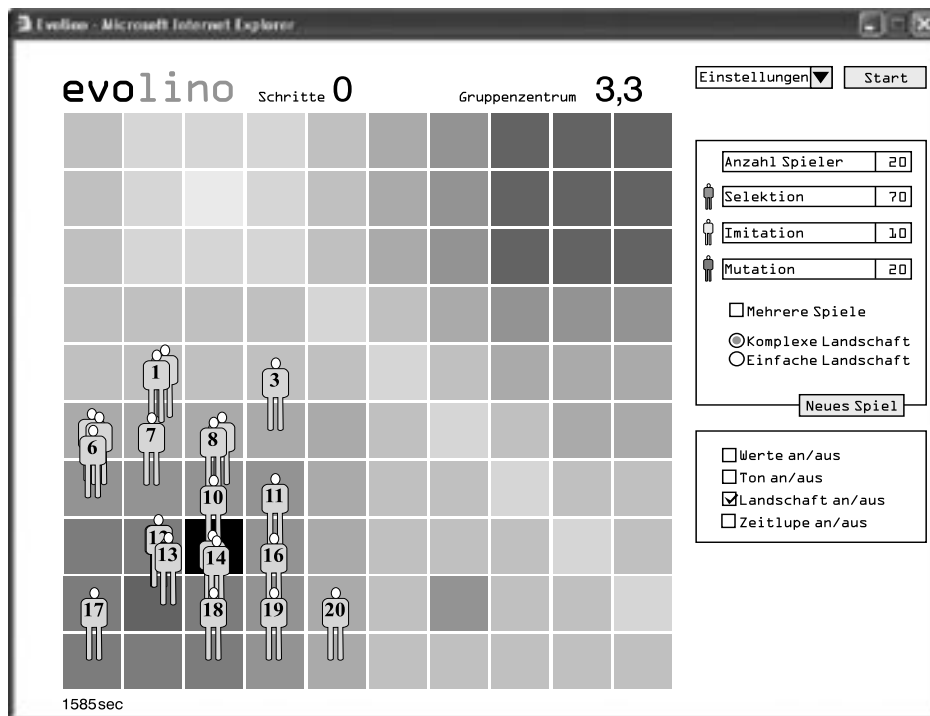 Evolino - Microsoft Internet Explorer
evolino Schritte 0 Gruppenzentrum 3,3
Einstellungen Start
Anzahl Spieler 20
Selektion 70
Imitation 10
Mutation 20
Mehrere Spiele
Komplexe Landschaft
Einfache Landschaft
Neues Spiel
1
3
6
7
8
10
11
12
13
14
16
17
18
19
20
Werte an/aus
Ton an/aus
Landschaft an/aus
Zeitlupe an/aus
1585sec